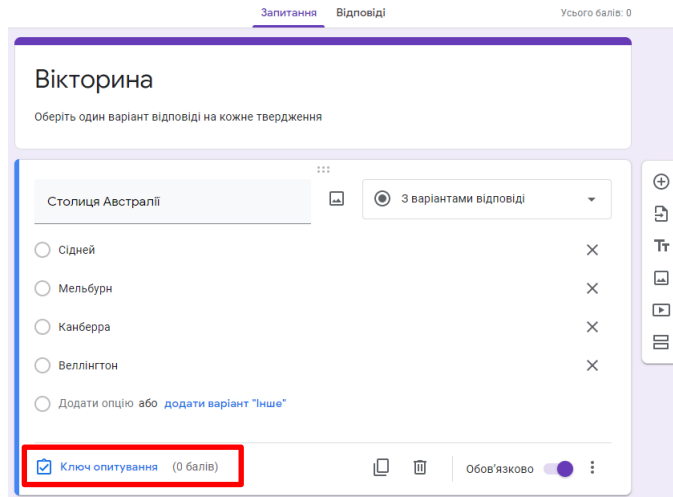 Запитання Відповіді Усього балів: 0
Вікторина
Оберіть один варіант відповіді на кожне твердження
Столиця Австралії З варіантами відповіді
Сідней
Мельбурн
Канберра
Веллінгтон
Додати опцію або додати варіант "Інше"
Ключ опитування (0 балів) Обов'язково
Тт